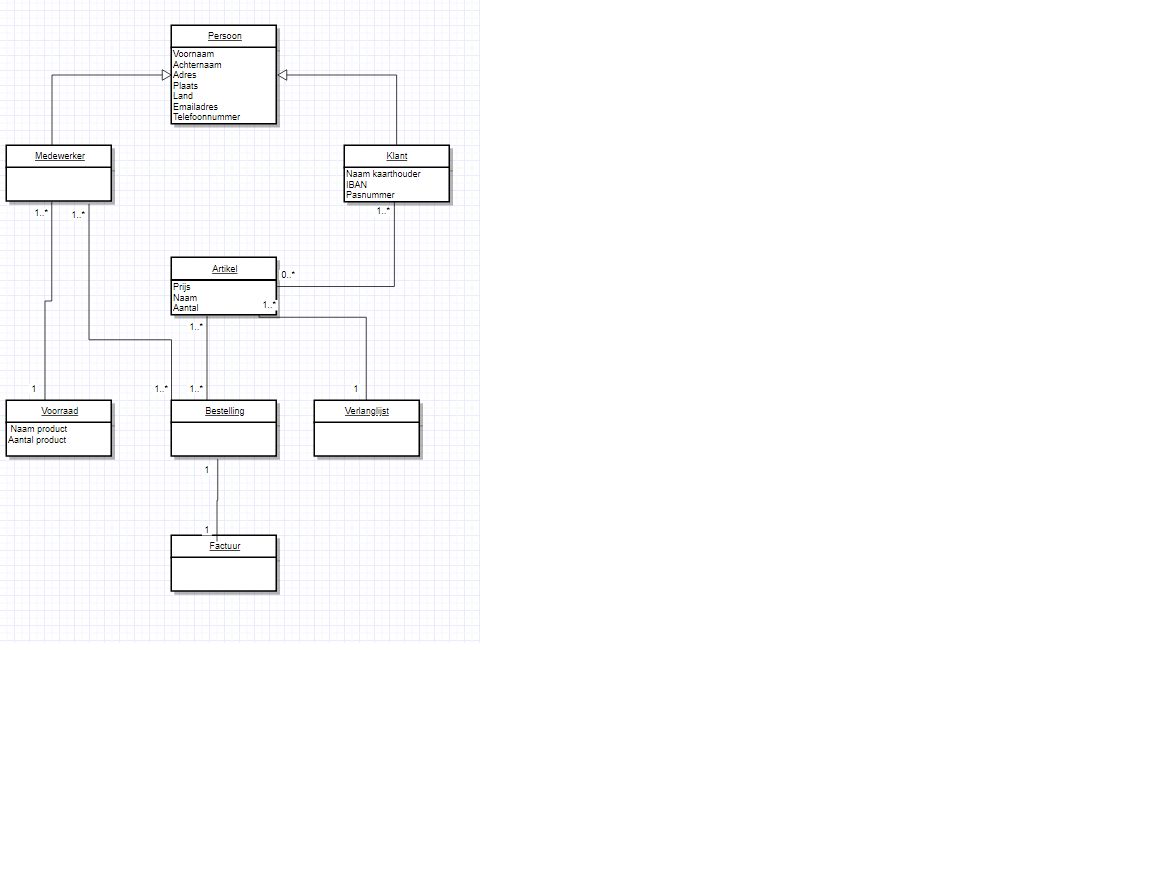 Persoon
Voornaam
Achternaam
Adres
Plaats
Land
Emailadres
Telefoonnummer
Medewerker
Klant
Naam kaarthouder
IBAN
Pasnummer
1..*
1..*
1..*
Artikel
Prijs
Naam
Aantal
0..*
1..*
1..*
1
1..*
1..*
1
Voorraad
Naam product
Aantal product
Bestelling
Verlanglijst
1
1
Factuur